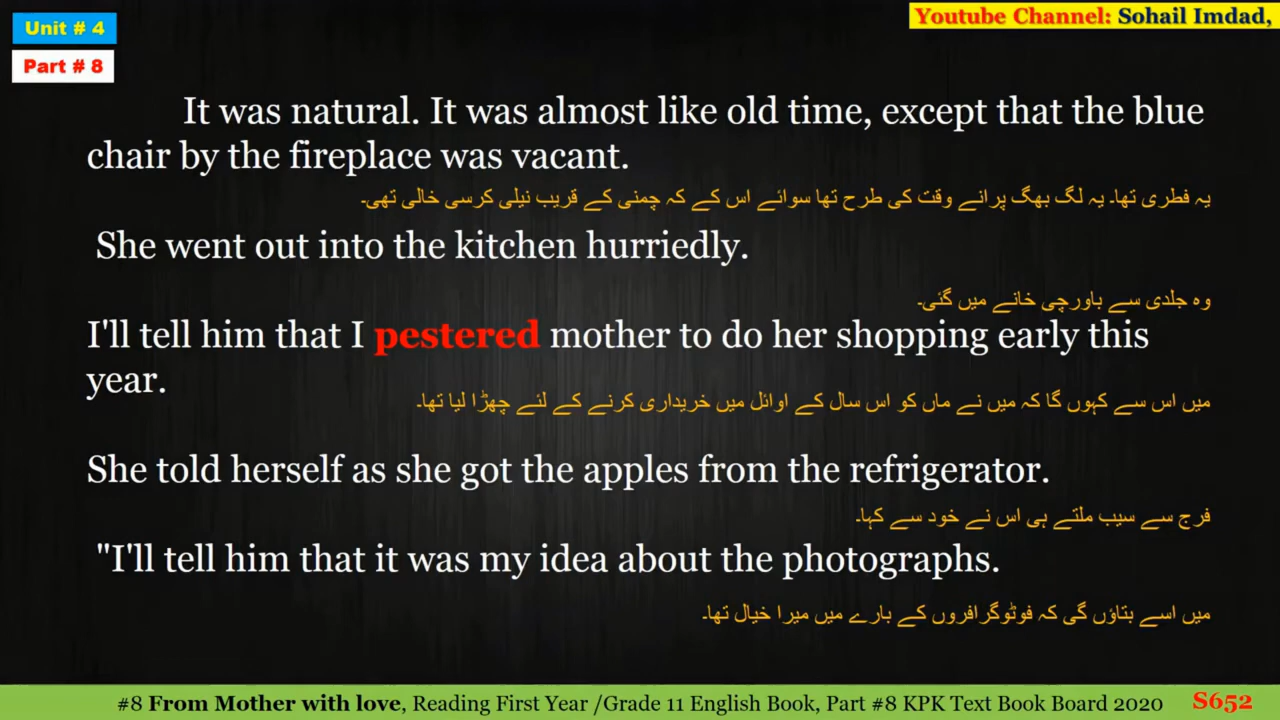 Unit # 4
Youtube Channel: Sohail Imdad,
Part # 8
It was natural. It was almost like old time, except that the blue
chair by the fireplace was vacant.
یہ فطری تھا۔ یہ لگ بھگ پرانے وقت کی طرح تھا سوائے اس کے کہ چمنی کے قریب نیلی کرسی خالی تھی۔
She went out into the kitchen hurriedly.
وہ جلدی سے باورچی خانے میں گئی۔
I'll tell him that I pestered mother to do her shopping early this
year.
میں اس سے کہوں گا کہ میں نے ماں کو اس سال کے اوائل میں خریداری کرنے کے لئے چھڑا لیا تھا۔
She told herself as she got the apples from the refrigerator.
فرج سے سیب ملتے ہی اس نے خود سے کہا۔
"I'll tell him that it was my idea about the photographs.
میں اسے بتاؤں گی کہ فوٹوگرافروں کے بارے میں میرا خیال تھا۔
#8 From Mother with love, Reading First Year /Grade 11 English Book, Part #8 KPK Text Book Board 2020 S652